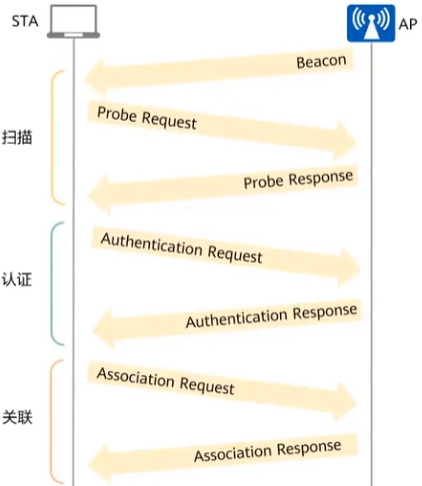 STA
AP
Beacon
Probe Request
扫描
Probe Response
Authentication Request
认证
Authentication Response
Association Request
关联
Association Response